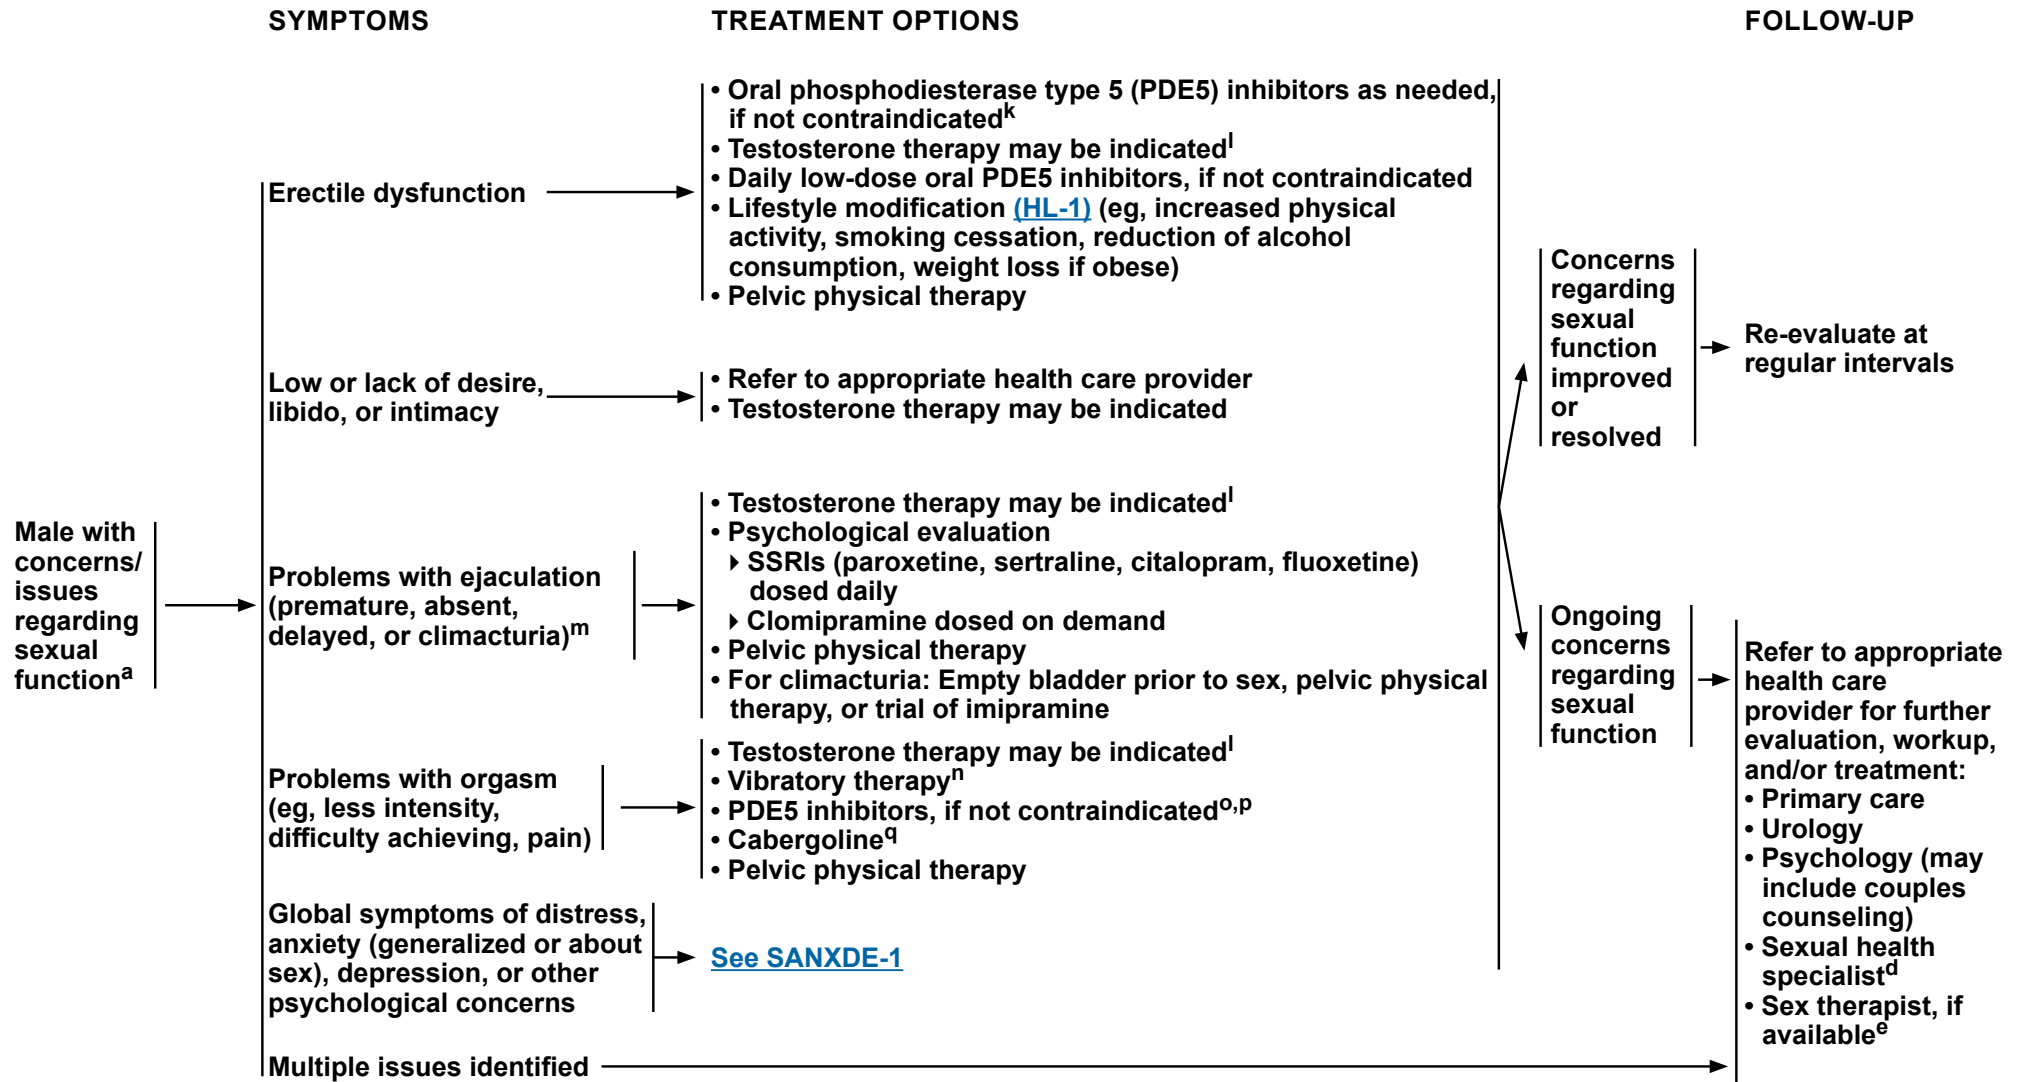 SYMPTOMS
TREATMENT OPTIONS
FOLLOW-UP
Male with
concerns/
issues
regarding
sexual
functionᵃ
Erectile dysfunction
• Oral phosphodiesterase type 5 (PDE5) inhibitors as needed,
if not contraindicatedᵏ
• Testosterone therapy may be indicatedˡ
• Daily low-dose oral PDE5 inhibitors, if not contraindicated
• Lifestyle modification (HL-1) (eg, increased physical
activity, smoking cessation, reduction of alcohol
consumption, weight loss if obese)
• Pelvic physical therapy
Low or lack of desire,
libido, or intimacy
• Refer to appropriate health care provider
• Testosterone therapy may be indicated
Problems with ejaculation
(premature, absent,
delayed, or climacturia)ᵐ
• Testosterone therapy may be indicatedˡ
• Psychological evaluation
▸ SSRIs (paroxetine, sertraline, citalopram, fluoxetine)
dosed daily
▸ Clomipramine dosed on demand
• Pelvic physical therapy
• For climacturia: Empty bladder prior to sex, pelvic physical
therapy, or trial of imipramine
Problems with orgasm
(eg, less intensity,
difficulty achieving, pain)
• Testosterone therapy may be indicatedˡ
• Vibratory therapyⁿ
• PDE5 inhibitors, if not contraindicatedᵒ,ᵖ
• Cabergoline𐞥
• Pelvic physical therapy
Global symptoms of distress,
anxiety (generalized or about
sex), depression, or other
psychological concerns
See SANXDE-1
Multiple issues identified
Concerns
regarding
sexual
function
improved
or
resolved
Re-evaluate at
regular intervals
Ongoing
concerns
regarding
sexual
function
Refer to appropriate
health care
provider for further
evaluation, workup,
and/or treatment:
• Primary care
• Urology
• Psychology (may
include couples
counseling)
• Sexual health
specialistᵈ
• Sex therapist, if
availableᵉ